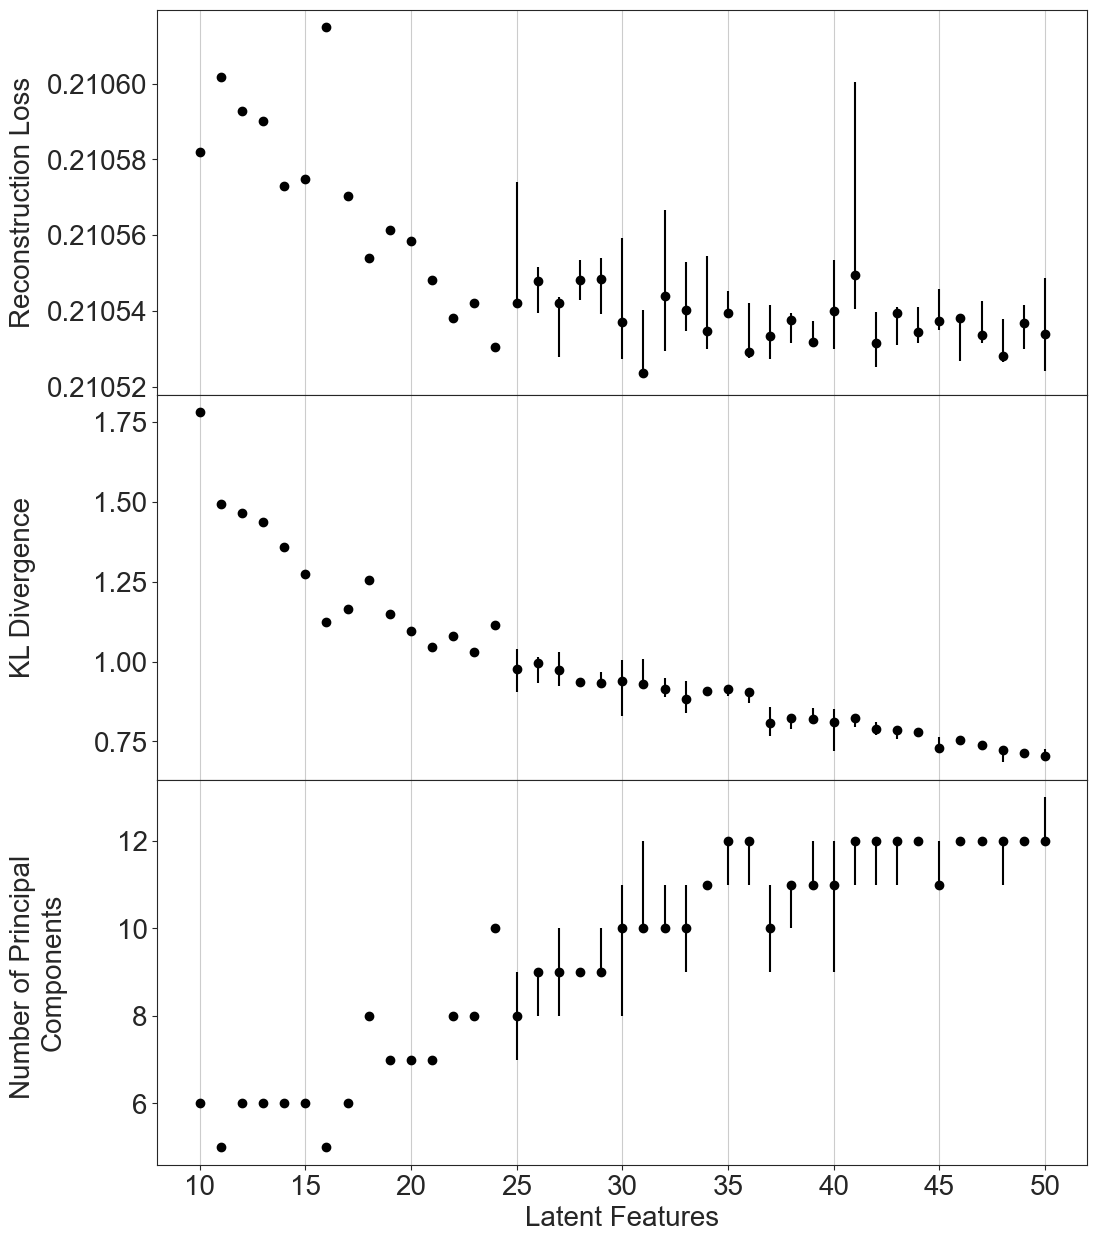 Reconstruction Loss
0.21060
0.21058
0.21056
0.21054
0.21052
KL Divergence
1.75
1.50
1.25
1.00
0.75
Number of Principal
Components
12
10
8
6
10 15 20 25 30 35 40 45 50
Latent Features